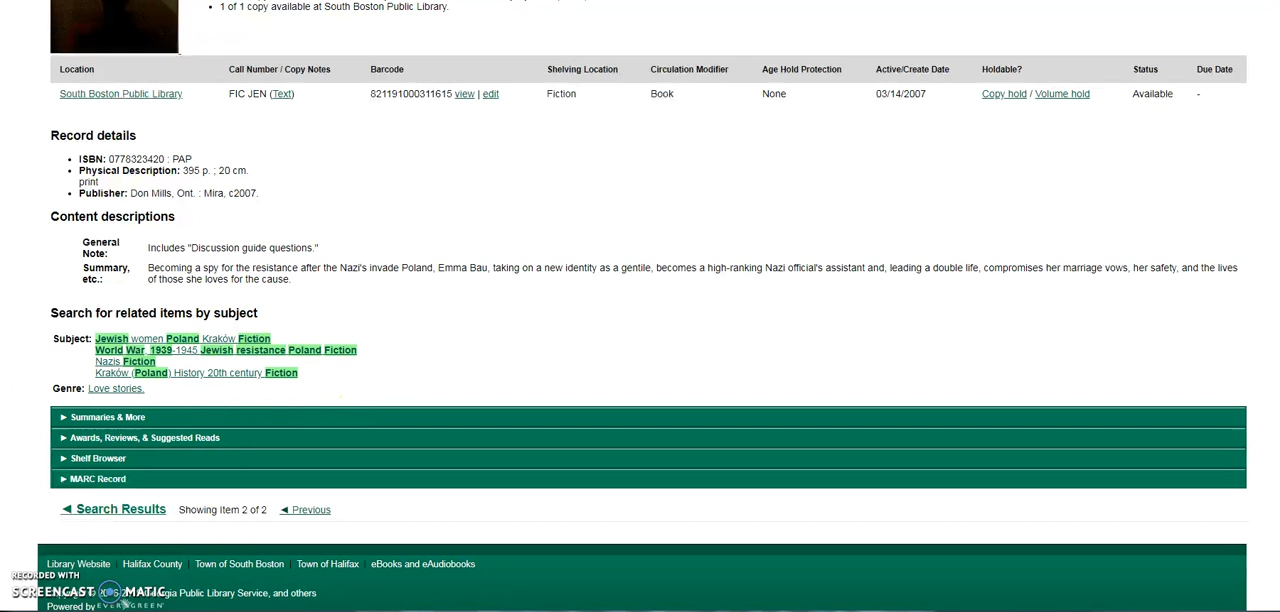 1 of 1 copy available at South Boston Public Library.
Location Call Number / Copy Notes Barcode Shelving Location Circulation Modifier Age Hold Protection Active/Create Date Holdable? Status Due Date
South Boston Public Library FIC JEN (Text) 821191000311615 view | edit Fiction Book None 03/14/2007 Copy hold / Volume hold Available -
Record details
ISBN: 0778323420 : PAP
Physical Description: 395 p. ; 20 cm.
print
Publisher: Don Mills, Ont. : Mira, c2007.
Content descriptions
General
Note: Includes "Discussion guide questions."
Summary, Becoming a spy for the resistance after the Nazi's invade Poland, Emma Bau, taking on a new identity as a gentile, becomes a high-ranking Nazi official's assistant and, leading a double life, compromises her marriage vows, her safety, and the lives
etc.: of those she loves for the cause.
Search for related items by subject
Subject: Jewish women Poland Kraków Fiction
World War, 1939-1945 Jewish resistance Poland Fiction
Nazis Fiction
Kraków (Poland) History 20th century Fiction
Genre: Love stories.
► Summaries & More
► Awards, Reviews, & Suggested Reads
► Shelf Browser
► MARC Record
◄ Search Results Showing Item 2 of 2 ◄ Previous
Library Website Halifax County Town of South Boston Town of Halifax eBooks and eAudiobooks
RECORDED WITH
SCREENCAST MATIC
Public Library Service, and others
Powered by EVERGREEN